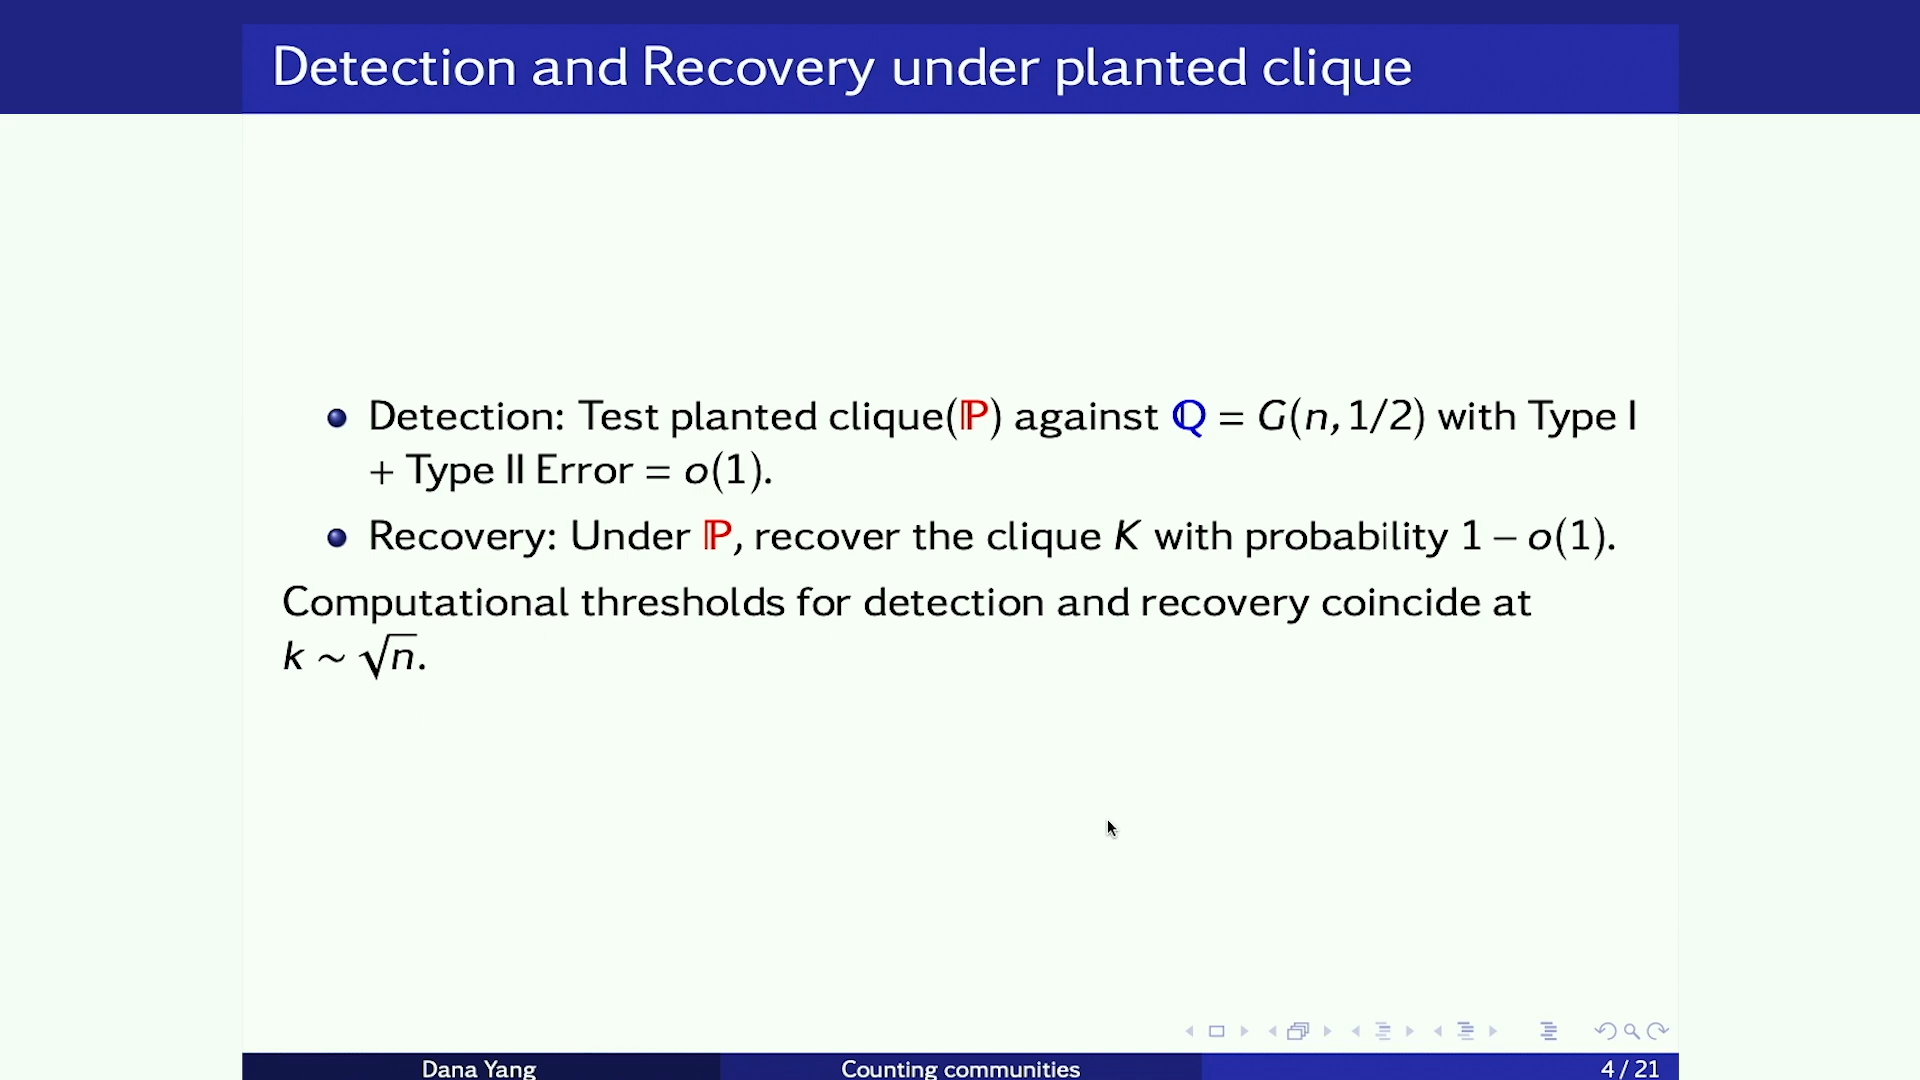 Detection and Recovery under planted clique
Detection: Test planted clique(ℙ) against ℚ = G(n, 1/2) with Type I
+ Type II Error = o(1).
Recovery: Under ℙ, recover the clique K with probability 1 − o(1).
Computational thresholds for detection and recovery coincide at
k ∼ √n.
Dana Yang
Counting communities
4 / 21